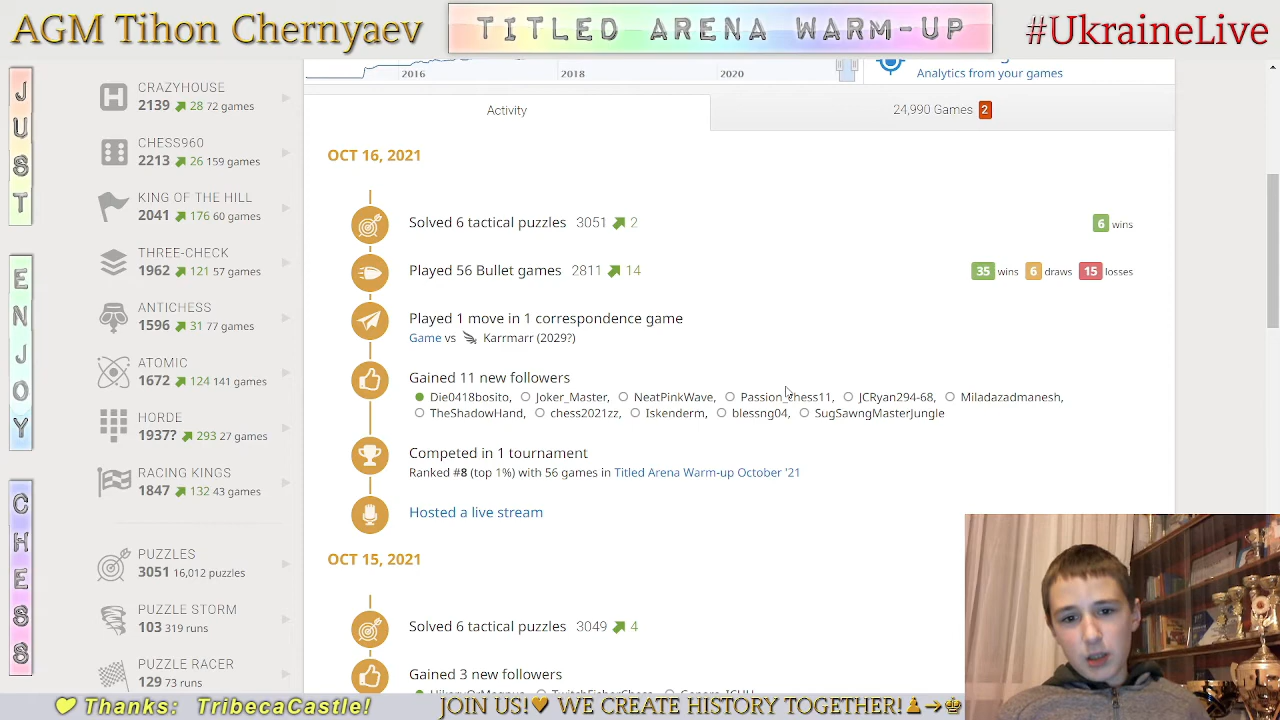 AGM Tihon Chernyaev
TITLED ARENA WARM-UP
#UkraineLive
JUST
ENJOY
CHESS
CRAZYHOUSE
2139 28 72 games
CHESS960
2213 26 159 games
KING OF THE HILL
2041 176 60 games
THREE-CHECK
1962 121 57 games
ANTICHESS
1596 31 77 games
ATOMIC
1672 124 141 games
HORDE
1937? 293 27 games
RACING KINGS
1847 132 43 games
PUZZLES
3051 16,012 puzzles
PUZZLE STORM
103 319 runs
PUZZLE RACER
129 73 runs
2016 2018 2020
Analytics from your games
Activity
24,990 Games 2
OCT 16, 2021
Solved 6 tactical puzzles 3051 2
6 wins
Played 56 Bullet games 2811 14
35 wins 6 draws 15 losses
Played 1 move in 1 correspondence game
Game vs Karrmarr (2029?)
Gained 11 new followers
Die0418bosito, Joker_Master, NeatPinkWave, Passion_chess11, JCRyan294-68, Miladazadmanesh,
TheShadowHand, chess2021zz, Iskenderm, blessng04, SugSawngMasterJungle
Competed in 1 tournament
Ranked #8 (top 1%) with 56 games in Titled Arena Warm-up October '21
Hosted a live stream
OCT 15, 2021
Solved 6 tactical puzzles 3049 4
Gained 3 new followers
Thanks: TribecaCastle!
JOIN US! WE CREATE HISTORY TOGETHER!